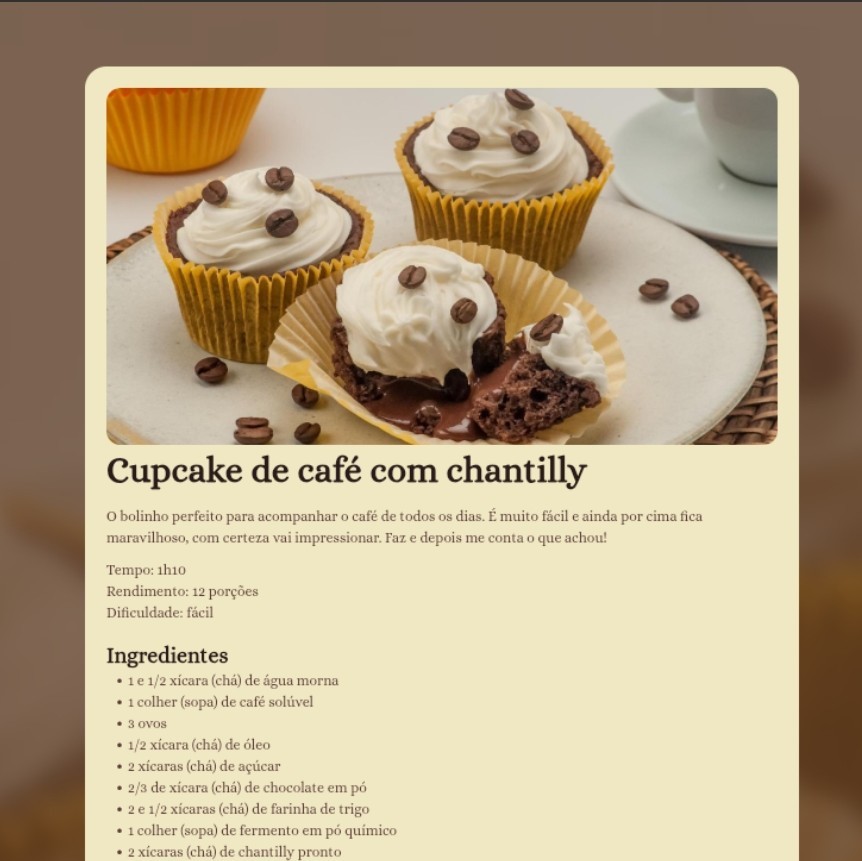 Cupcake de café com chantilly
O bolinho perfeito para acompanhar o café de todos os dias. É muito fácil e ainda por cima fica
maravilhoso, com certeza vai impressionar. Faz e depois me conta o que achou!
Tempo: 1h10
Rendimento: 12 porções
Dificuldade: fácil
Ingredientes
• 1 e 1/2 xícara (chá) de água morna
• 1 colher (sopa) de café solúvel
• 3 ovos
• 1/2 xícara (chá) de óleo
• 2 xícaras (chá) de açúcar
• 2/3 de xícara (chá) de chocolate em pó
• 2 e 1/2 xícaras (chá) de farinha de trigo
• 1 colher (sopa) de fermento em pó químico
• 2 xícaras (chá) de chantilly pronto